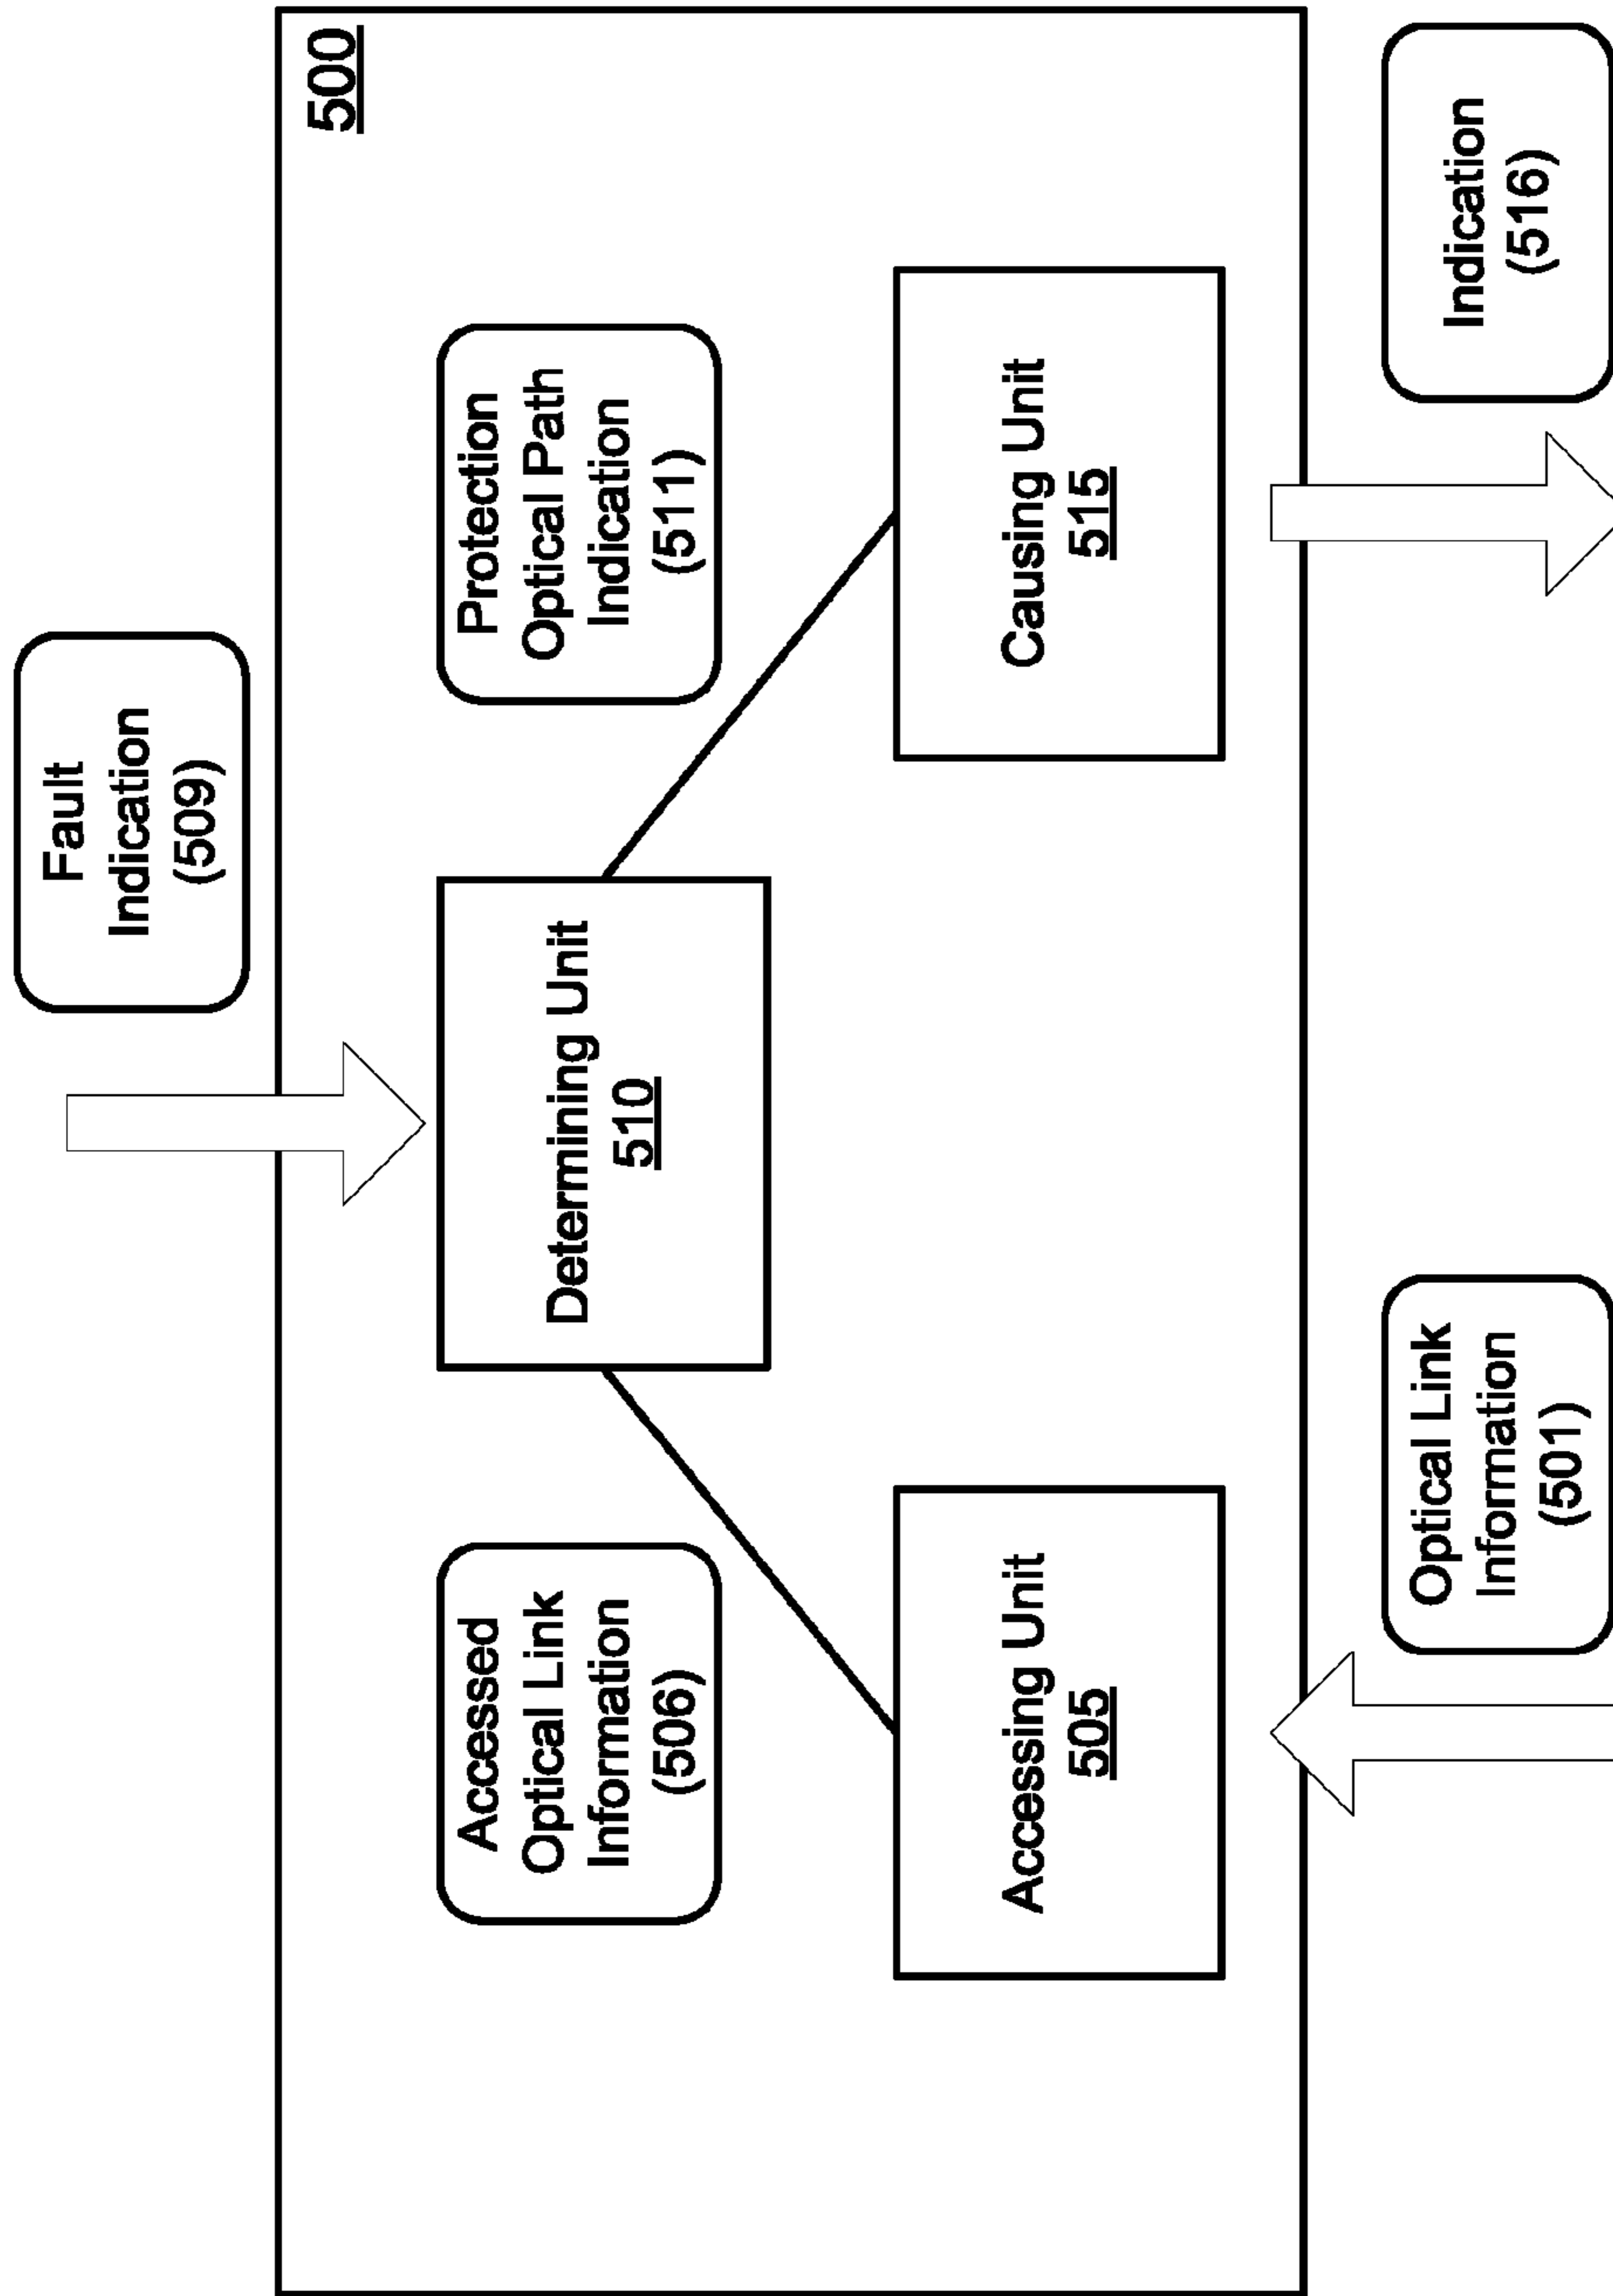 Fault
Indication
(509)
500
Accessed
Optical Link
Information
(506)
Determining Unit
510
Protection
Optical Path
Indication
(511)
Accessing Unit
505
Causing Unit
515
Optical Link
Information
(501)
Indication
(516)